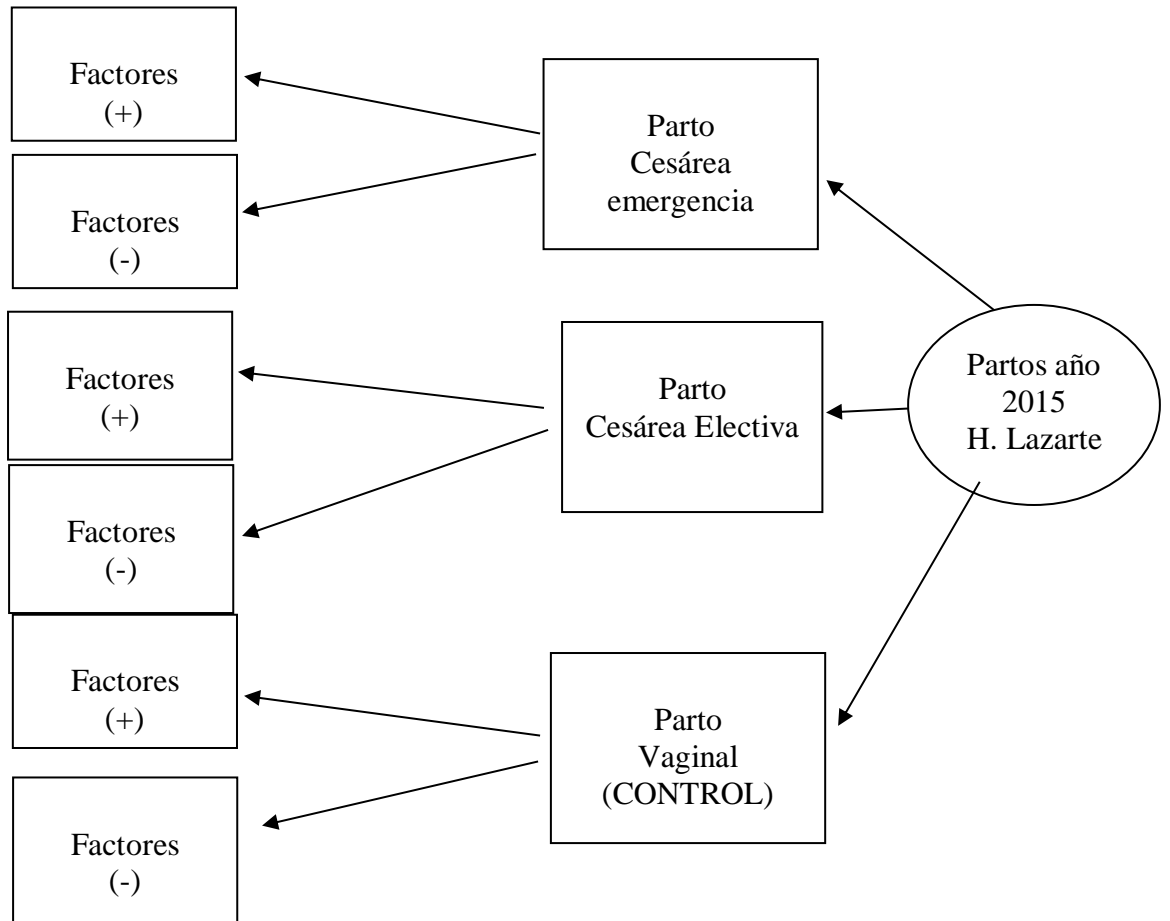 Factores
(+)
Factores
(-)
Factores
(+)
Factores
(-)
Factores
(+)
Factores
(-)
Parto
Cesárea
emergencia
Parto
Cesárea Electiva
Parto
Vaginal
(CONTROL)
Partos año
2015
H. Lazarte